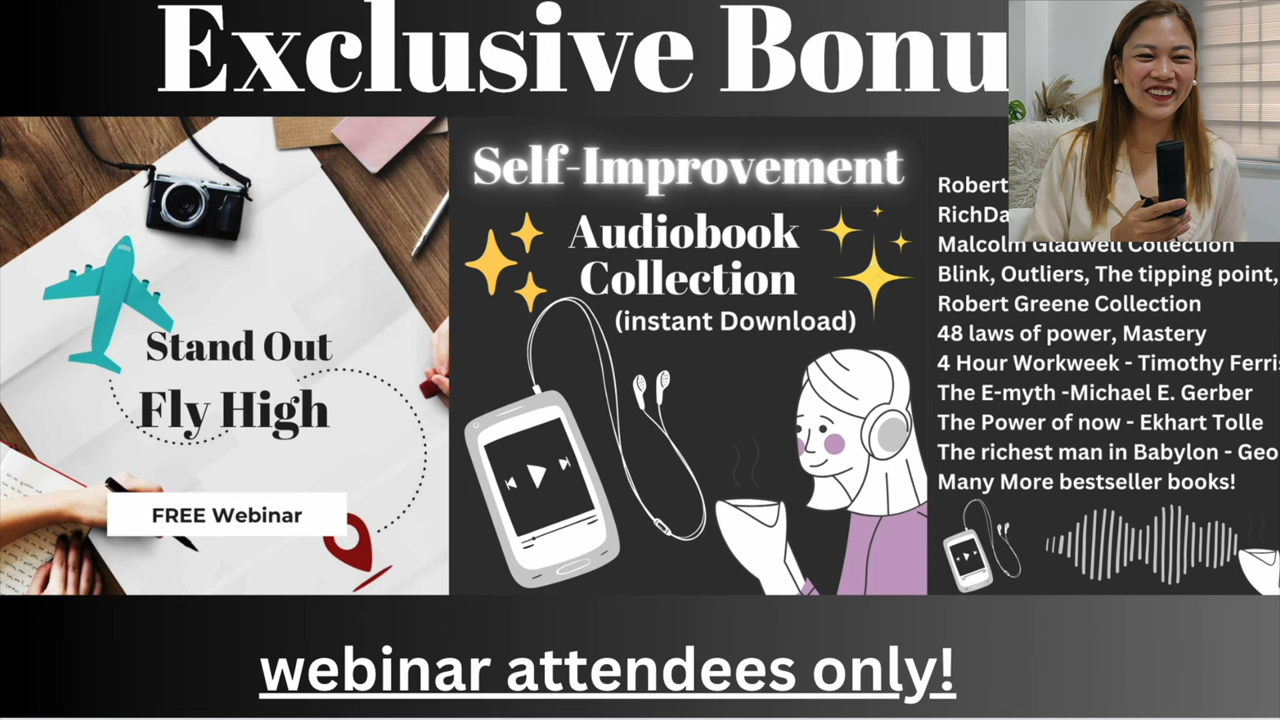 Exclusive Bonu
Stand Out
Fly High
FREE Webinar
Self-Improvement
Audiobook
Collection
(instant Download)
Robert
RichDa
Malcolm Gladwell Collection
Blink, Outliers, The tipping point,
Robert Greene Collection
48 laws of power, Mastery
4 Hour Workweek - Timothy Ferris
The E-myth -Michael E. Gerber
The Power of now - Ekhart Tolle
The richest man in Babylon - Geo
Many More bestseller books!
webinar attendees only!